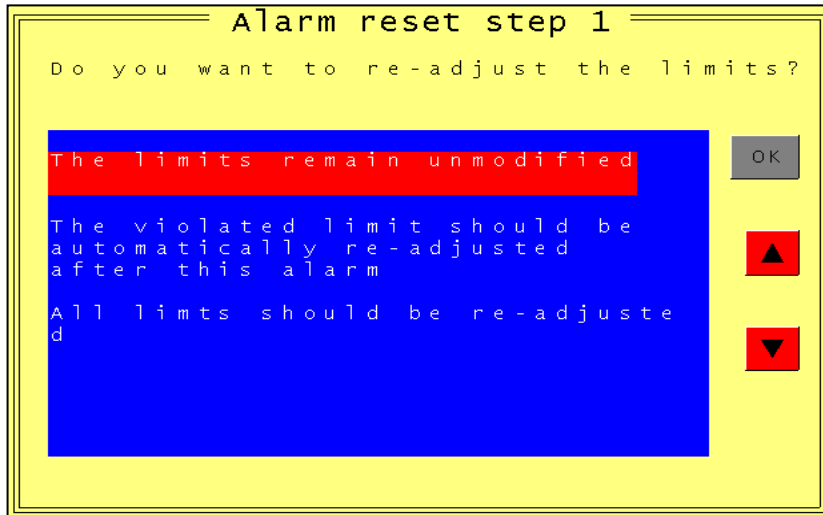 Alarm reset step 1
Do you want to re-adjust the limits?
The limits remain unmodified
OK
The violated limit should be
automatically re-adjusted
after this alarm
All limts should be re-adjuste
d